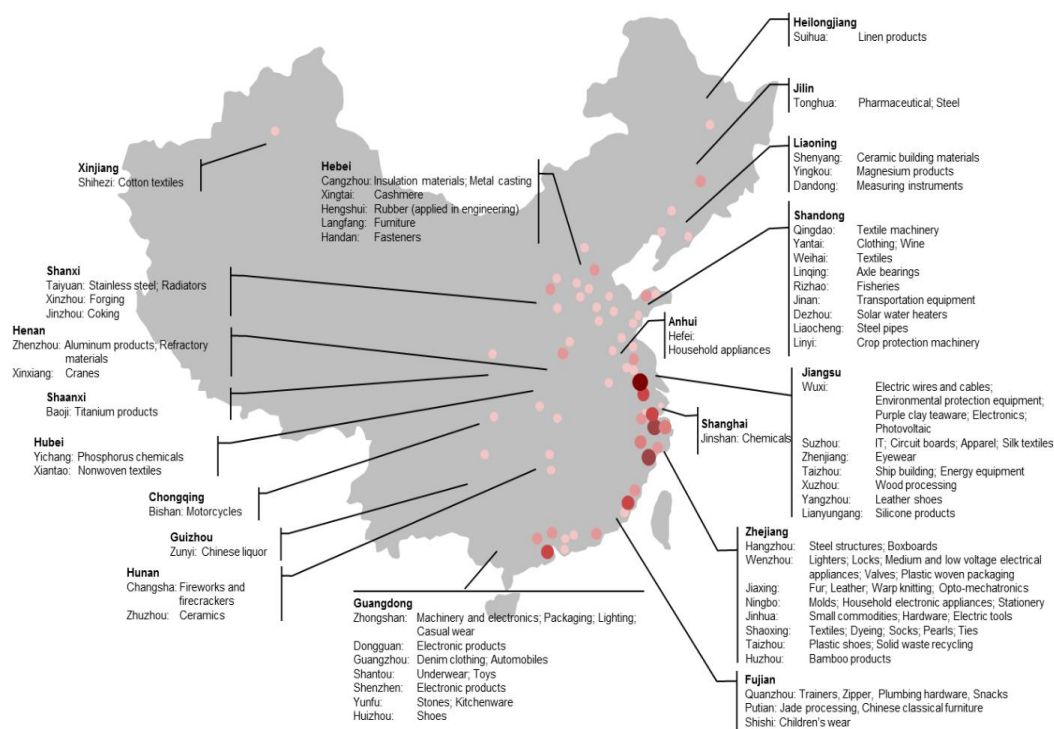 Heilongjiang
Suihua: Linen products
Jilin
Tonghua: Pharmaceutical; Steel
Liaoning
Shenyang: Ceramic building materials
Yingkou: Magnesium products
Dandong: Measuring instruments
Xinjiang
Shihezi: Cotton textiles
Hebei
Cangzhou: Insulation materials; Metal casting
Xingtai: Cashmere
Hengshui: Rubber (applied in engineering)
Langfang: Furniture
Handan: Fasteners
Shandong
Qingdao: Textile machinery
Yantai: Clothing; Wine
Weihai: Textiles
Linqing: Axle bearings
Rizhao: Fisheries
Jinan: Transportation equipment
Dezhou: Solar water heaters
Liaocheng: Steel pipes
Linyi: Crop protection machinery
Shanxi
Taiyuan: Stainless steel; Radiators
Xinzhou: Forging
Jinzhou: Coking
Henan
Zhenzhou: Aluminum products; Refractory
materials
Xinxiang: Cranes
Anhui
Hefei:
Household appliances
Shaanxi
Baoji: Titanium products
Jiangsu
Wuxi: Electric wires and cables;
Environmental protection equipment;
Purple clay teaware; Electronics;
Photovoltaic
Suzhou: IT; Circuit boards; Apparel; Silk textiles
Zhenjiang: Eyewear
Taizhou: Ship building; Energy equipment
Xuzhou: Wood processing
Yangzhou: Leather shoes
Lianyungang: Silicone products
Shanghai
Jinshan: Chemicals
Hubei
Yichang: Phosphorus chemicals
Xiantao: Nonwoven textiles
Chongqing
Bishan: Motorcycles
Guizhou
Zunyi: Chinese liquor
Hunan
Changsha: Fireworks and
firecrackers
Zhuzhou: Ceramics
Zhejiang
Hangzhou: Steel structures; Boxboards
Wenzhou: Lighters; Locks; Medium and low voltage electrical
appliances; Valves; Plastic woven packaging
Jiaxing: Fur; Leather; Warp knitting; Opto-mechatronics
Ningbo: Molds; Household electronic appliances; Stationery
Jinhua: Small commodities; Hardware; Electric tools
Shaoxing: Textiles; Dyeing; Socks; Pearls; Ties
Taizhou: Plastic shoes; Solid waste recycling
Huzhou: Bamboo products
Guangdong
Zhongshan: Machinery and electronics; Packaging; Lighting;
Casual wear
Dongguan: Electronic products
Guangzhou: Denim clothing; Automobiles
Shantou: Underwear; Toys
Shenzhen: Electronic products
Yunfu: Stones; Kitchenware
Huizhou: Shoes
Fujian
Quanzhou: Trainers, Zipper, Plumbing hardware, Snacks
Putian: Jade processing, Chinese classical furniture
Shishi: Children's wear